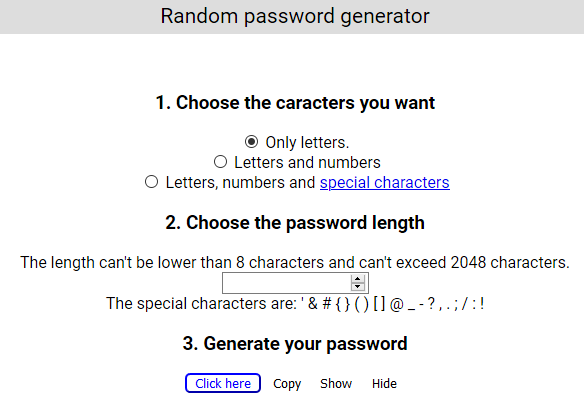 Random password generator
1. Choose the caracters you want
Only letters.
Letters and numbers
Letters, numbers and special characters
2. Choose the password length
The length can't be lower than 8 characters and can't exceed 2048 characters.
The special characters are: ' & # { } ( ) [ ] @ _ - ? , . ; / : !
3. Generate your password
Click here Copy Show Hide